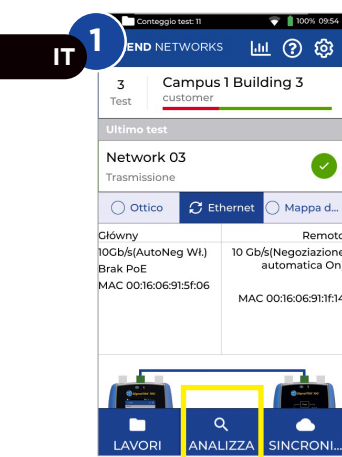 Conteggio test: 11
100% 09:54
IT
1
END NETWORKS
3
Test
Campus 1 Building 3
customer
Ultimo test
Network 03
Trasmissione
Ottico
Ethernet
Mappa d...
Główny
10Gb/s(AutoNeg Wł.)
Brak PoE
MAC 00:16:06:91:5f:06
Remoto
10 Gb/s(Negoziazione
automatica On)
MAC 00:16:06:91:1f:14
LAVORI
ANALIZZA
SINCRONI...